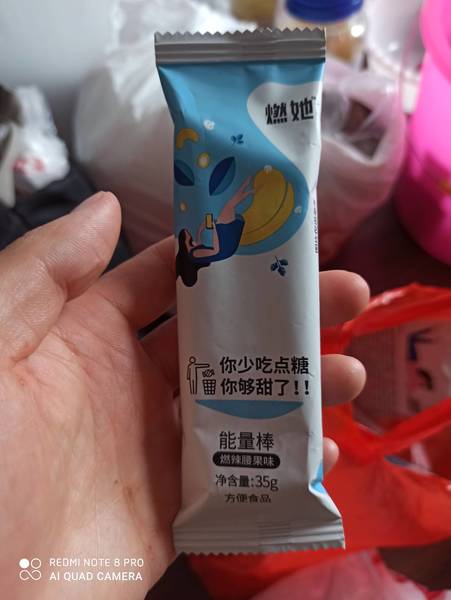 燃她
你少吃点糖
你够甜了!!
能量棒
燃辣腰果味
净含量:35g
方便食品
REDMI NOTE 8 PRO
AI QUAD CAMERA